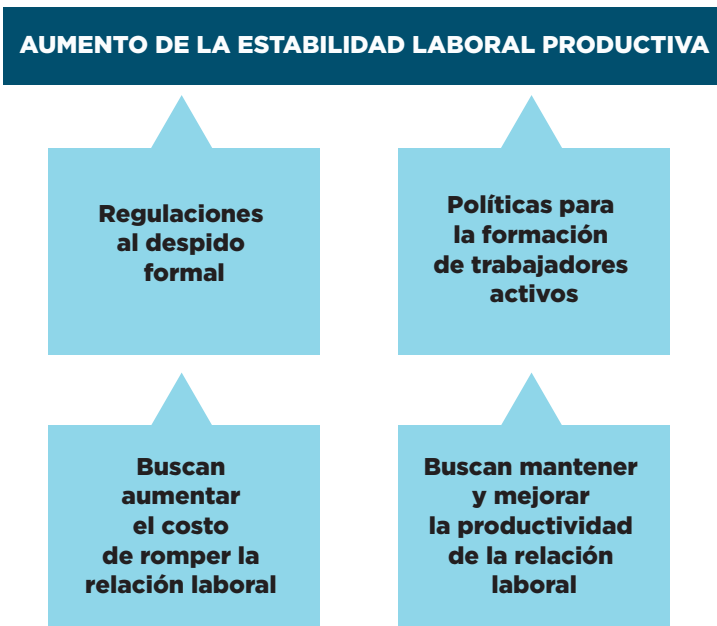 AUMENTO DE LA ESTABILIDAD LABORAL PRODUCTIVA
Regulaciones
al despido
formal
Políticas para
la formación
de trabajadores
activos
Buscan
aumentar
el costo
de romper la
relación laboral
Buscan mantener
y mejorar
la productividad
de la relación
laboral